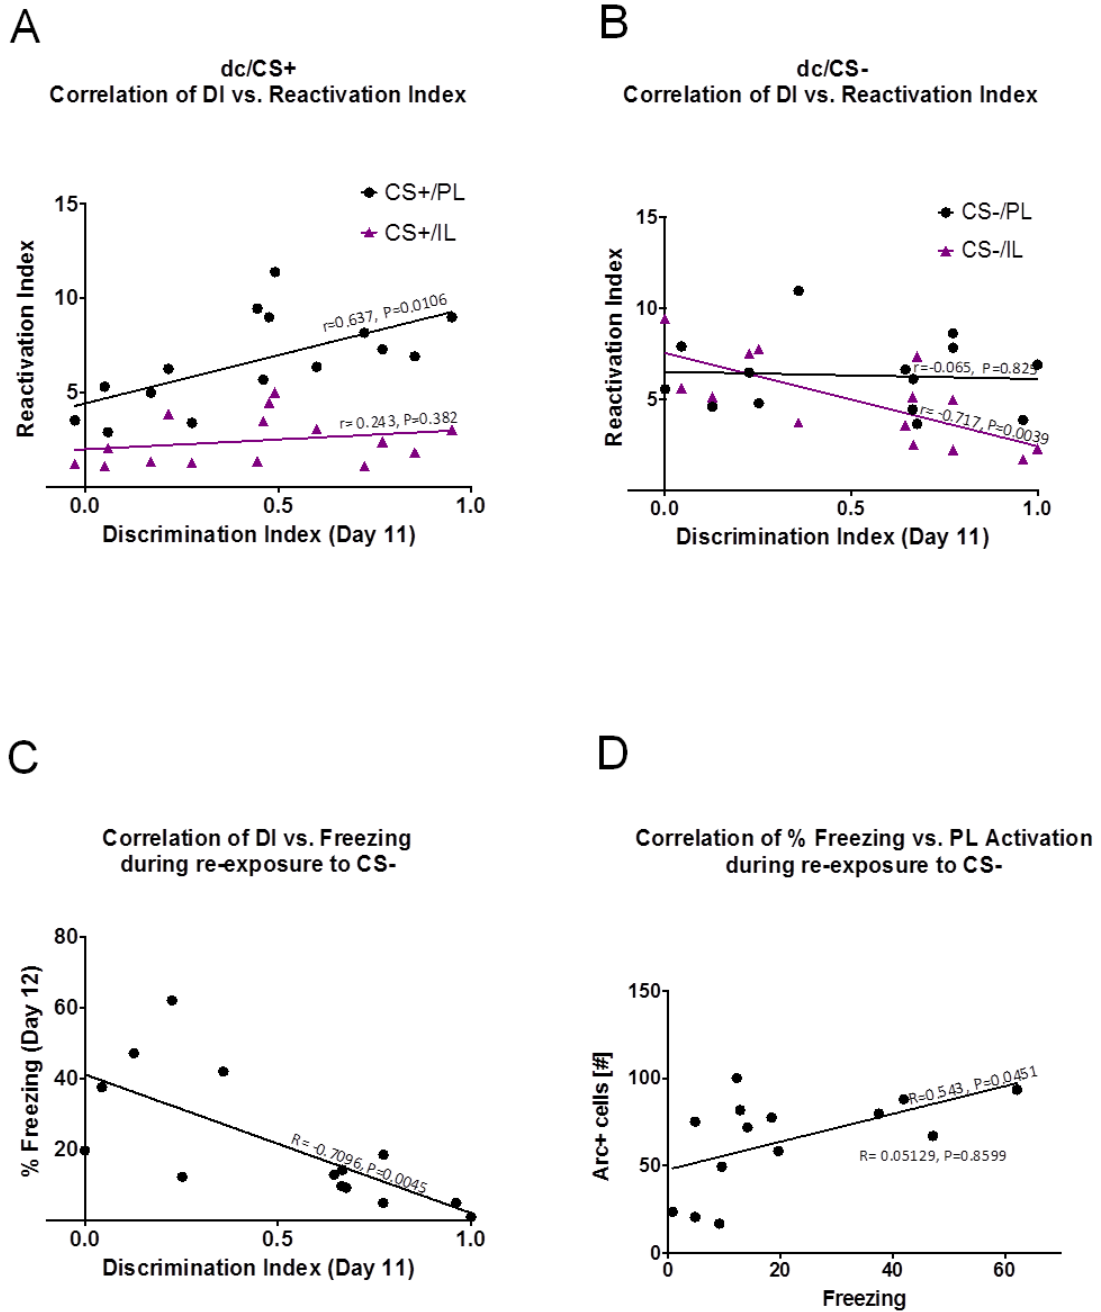 A
dc/CS+
Correlation of DI vs. Reactivation Index
CS+/PL
CS+/IL
15
10
5
Reactivation Index
r=0.637, P=0.0106
r= 0.243, P=0.382
0.0
0.5
1.0
Discrimination Index (Day 11)
B
dc/CS-
Correlation of DI vs. Reactivation Index
CS-/PL
CS-/IL
15
10
5
Reactivation Index
r=-0.065, P=0.825
r= -0.717, P=0.0039
0.0
0.5
1.0
Discrimination Index (Day 11)
C
Correlation of DI vs. Freezing
during re-exposure to CS-
80
60
40
20
% Freezing (Day 12)
R= -0.7096, P=0.0045
0.0
0.5
1.0
Discrimination Index (Day 11)
D
Correlation of % Freezing vs. PL Activation
during re-exposure to CS-
150
100
50
0
Arc+ cells [#]
R=0.543, P=0.0451
R= 0.05129, P=0.8599
0
20
40
60
Freezing